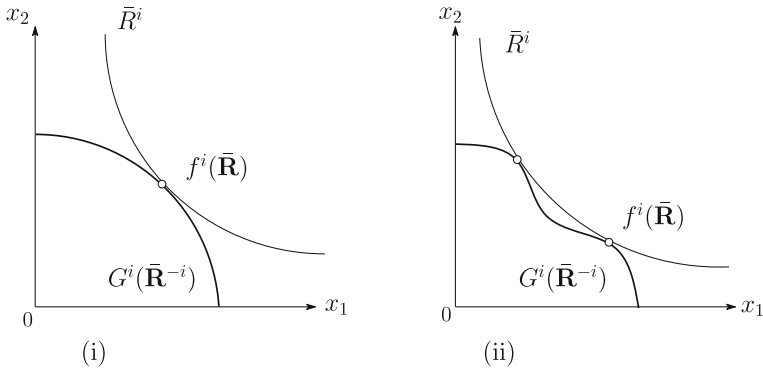 x₂
R̄ⁱ
fⁱ(𝐑̄)
Gⁱ(𝐑̄⁻ⁱ)
0
x₁
(i)
x₂
R̄ⁱ
fⁱ(𝐑̄)
Gⁱ(𝐑̄⁻ⁱ)
0
x₁
(ii)